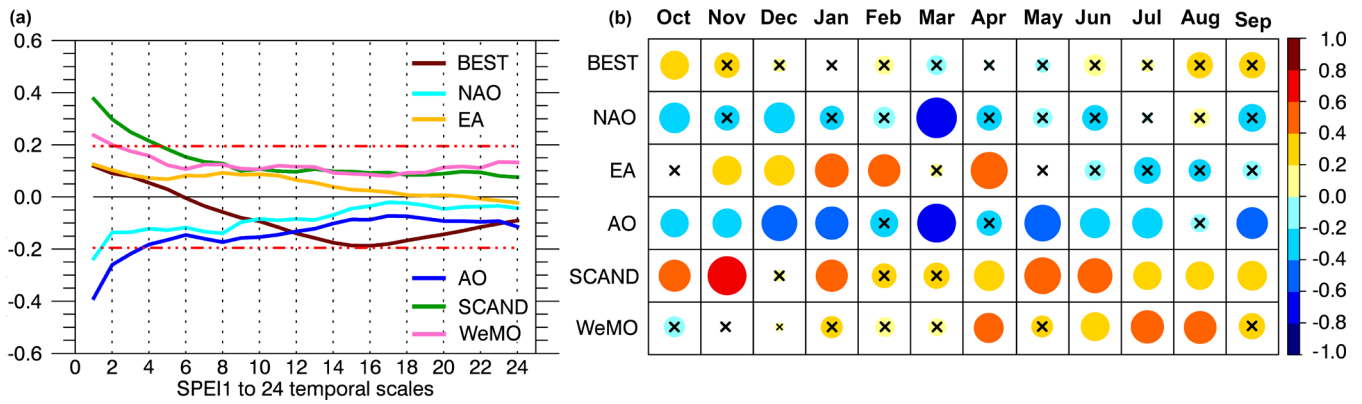 (a)
0.6
0.4
0.2
0.0
-0.2
-0.4
-0.6
0 2 4 6 8 10 12 14 16 18 20 22 24
SPEI1 to 24 temporal scales
BEST
NAO
EA
AO
SCAND
WeMO
(b)
Oct Nov Dec Jan Feb Mar Apr May Jun Jul Aug Sep
BEST
NAO
EA
AO
SCAND
WeMO
1.0
0.8
0.6
0.4
0.2
0.0
-0.2
-0.4
-0.6
-0.8
-1.0